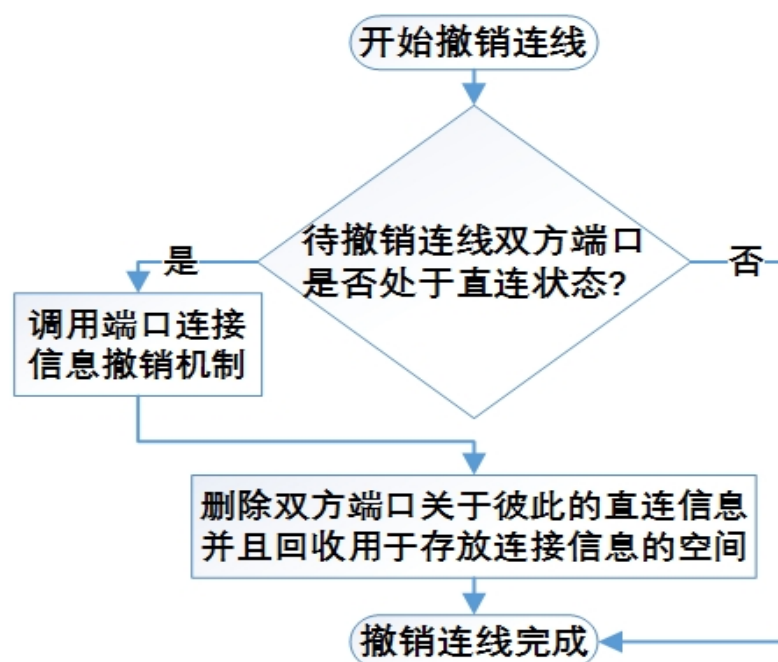 开始撤销连线
待撤销连线双方端口
是否处于直连状态?
是
否
调用端口连接
信息撤销机制
删除双方端口关于彼此的直连信息
并且回收用于存放连接信息的空间
撤销连线完成